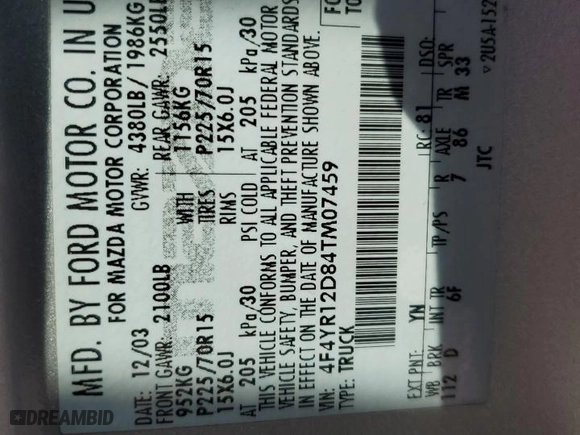 MFD. BY FORD MOTOR CO. IN U
FOR MAZDA MOTOR CORPORATION
DATE: 12/03 GVWR: 4380LB/ 1986KG
FRONT GAWR: 2100LB REAR GAWR: 2550LB
952KG WITH 1156KG
P225/70R15 TIRES P225/70R15
15X6.0J RIMS 15X6.0J
AT 205 kPa/30 PSI COLD AT 205 kPa/30
THIS VEHICLE CONFORMS TO ALL APPLICABLE FEDERAL MOTOR
VEHICLE SAFETY, BUMPER, AND THEFT PREVENTION STANDARDS
IN EFFECT ON THE DATE OF MANUFACTURE SHOWN ABOVE.
VIN: 4F4YR12D84TM07459
TYPE: TRUCK
EXT PNT: YN RC: 81 DSO:
WB BRK INT TR TP/PS R AXLE TR SPR
112 D 6F 7 86 M 33
JTC
2USA-152
DREAMBID